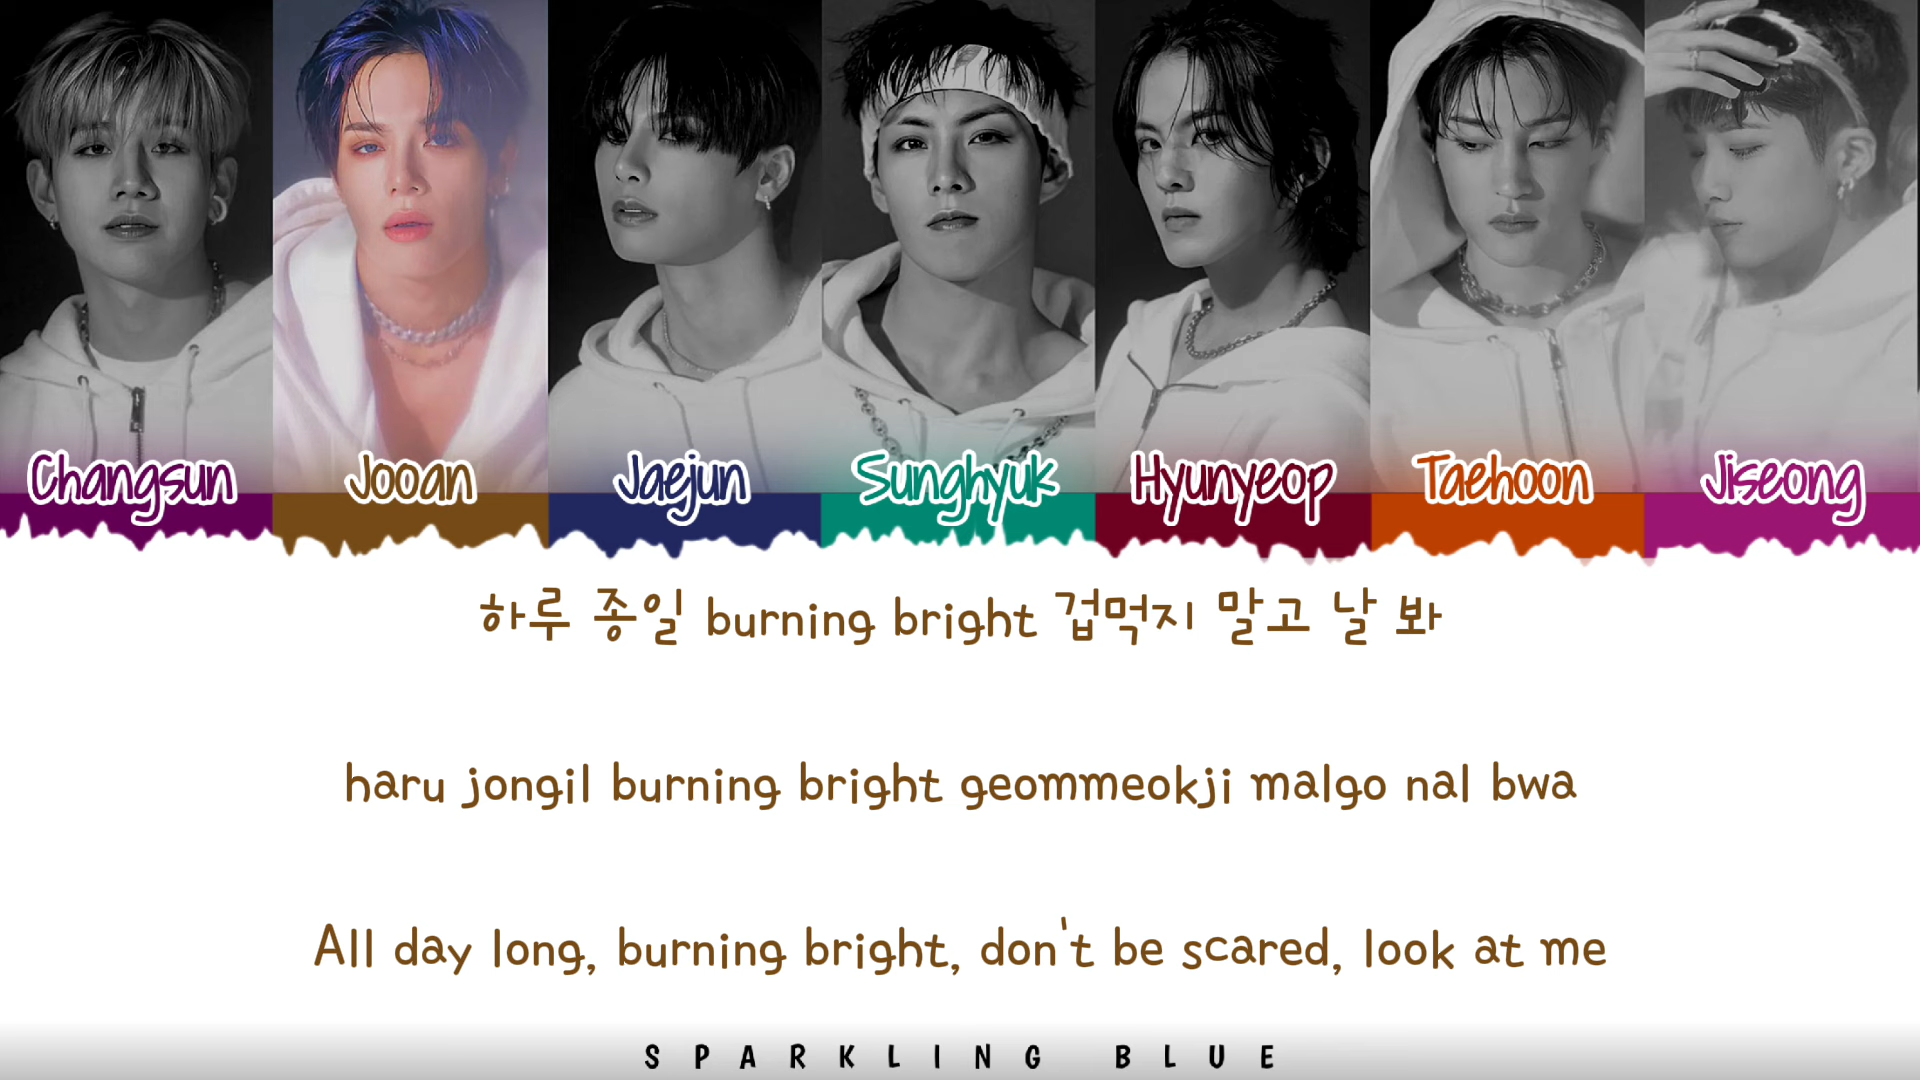 Changsun Jooan Jaejun Sunghyuk Hyunyeop Taehoon Jiseong
하루 종일 burning bright 겁먹지 말고 날 봐
haru jongil burning bright geommeokji malgo nal bwa
All day long, burning bright, don't be scared, look at me
SPARKLING BLUE